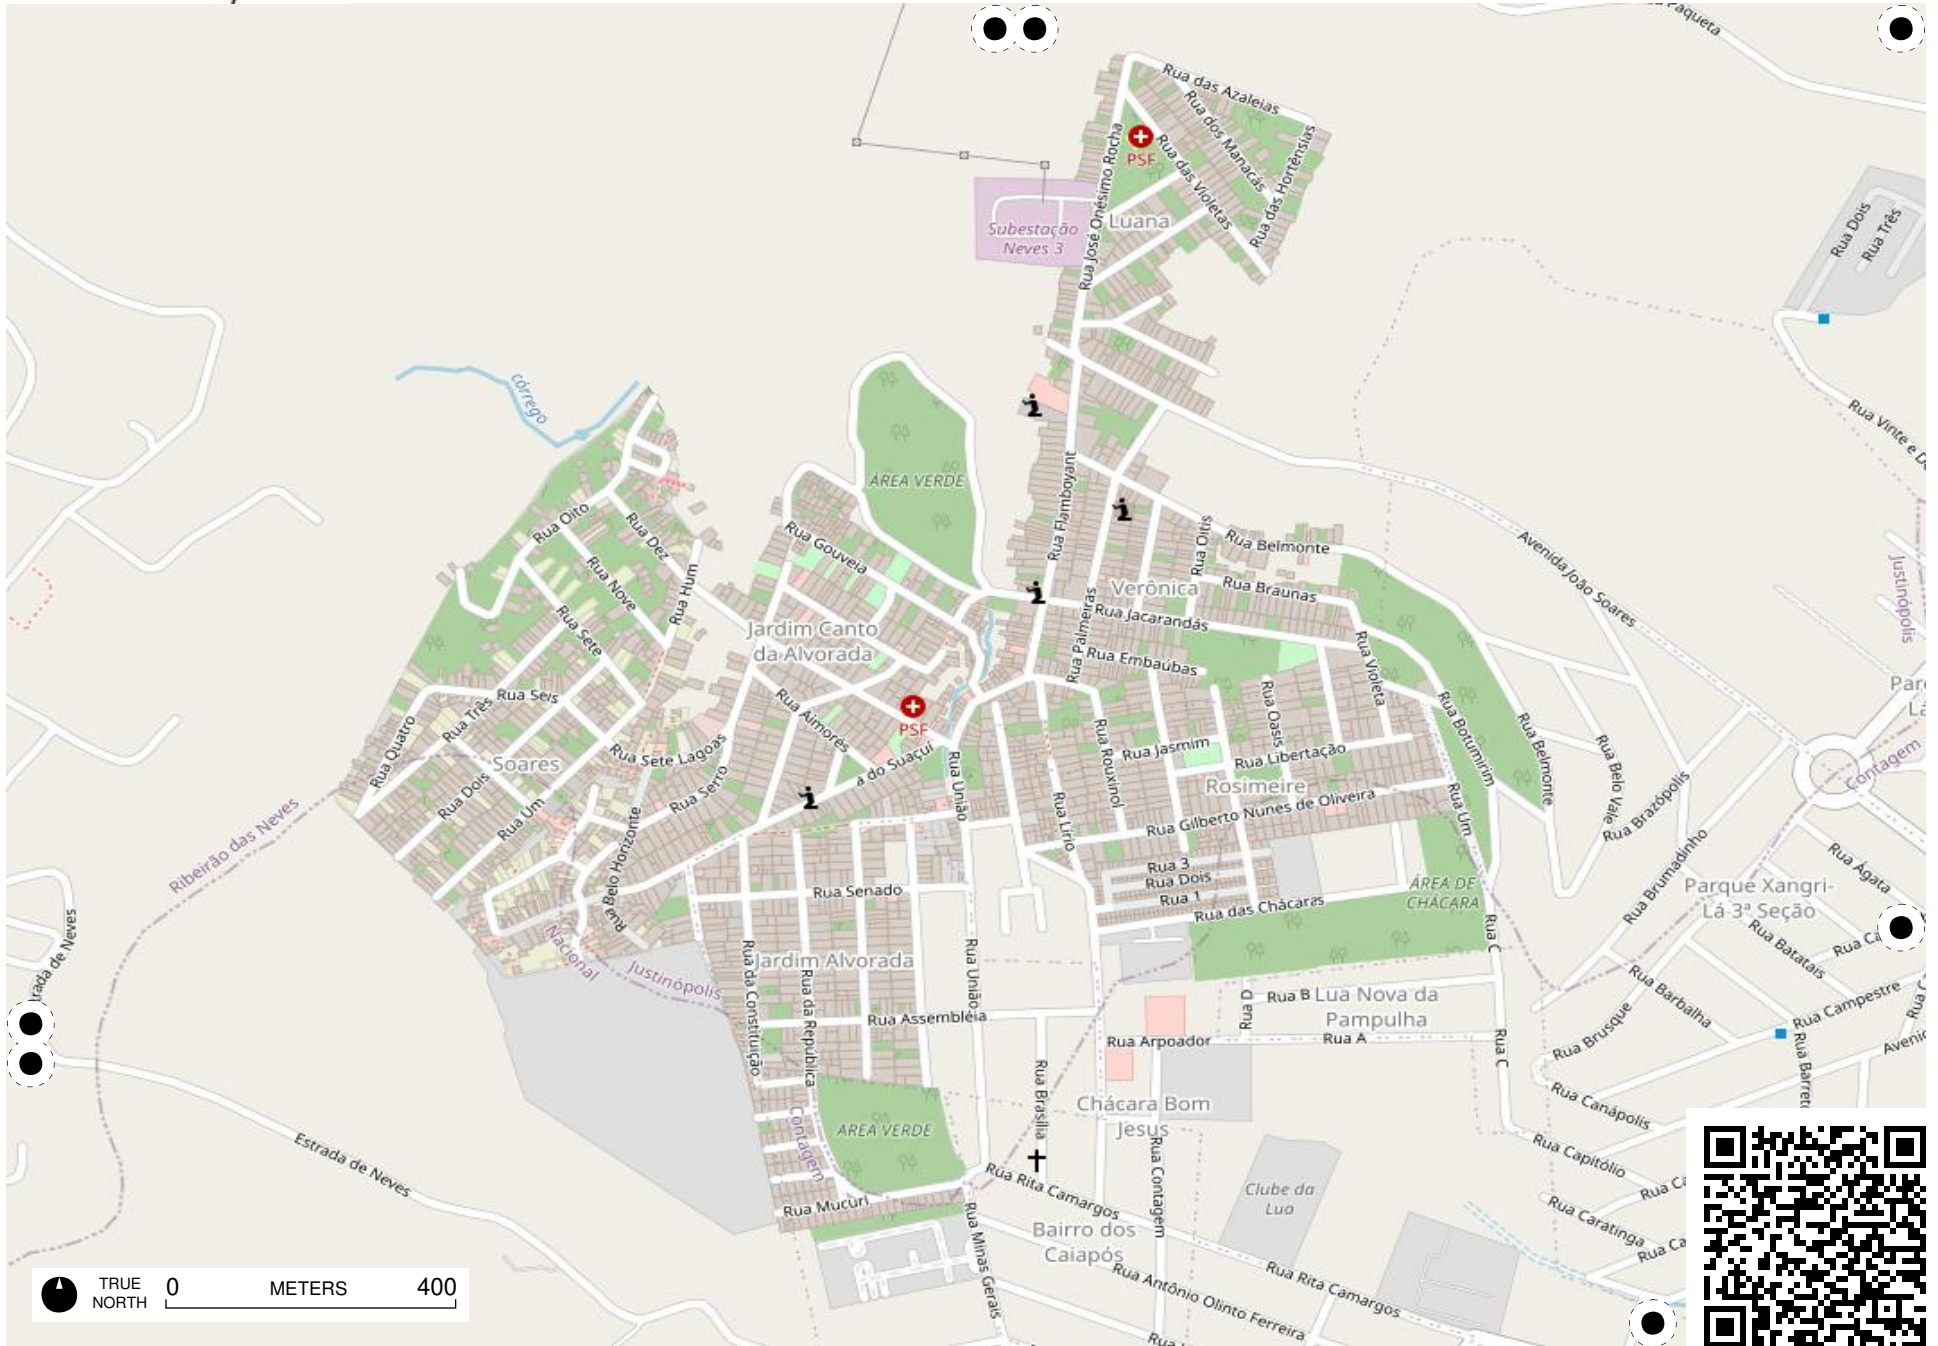 Rua das Azaleias
Rua dos Manacás
Rua das Violetas
Rua das Hortênsias
Rua José Onésimo Rocha
PSF
Luana
Subestação
Neves 3
Rua Dois
Rua Três
Rua Vinte e D
córrego
ÁREA VERDE
Rua Flamboyant
Rua Oitis
Rua Belmonte
Avenida João Soares
Justinópolis
Rua Oito
Rua Dez
Rua Nove
Rua Hum
Rua Sete
Rua Gouveia
Verônica
Rua Braunas
Rua Jacarandás
Rua Palmeiras
Rua Embaúbas
Rua Violeta
Jardim Canto
da Alvorada
Rua Seis
Rua Três
Rua Quatro
Soares
Rua Dois
Rua Um
Rua Sete Lagoas
Rua Serro
Rua Aimorés
PSF
a do Suaçuí
Rua União
Rua Lírio
Rua Rouxinol
Rua Jasmim
Rua Oasis
Rua Libertação
Rosimeire
Rua Gilberto Nunes de Oliveira
Rua Botumirim
Rua Belmonte
Rua Belo Vale
Rua Brazópolis
Contagem
Rua Um
Rua Brumadinho
Rua Ágata
Ribeirão das Neves
Rua Belo Horizonte
Rua 3
Rua Dois
Rua 1
Rua das Chácaras
ÁREA DE
CHÁCARA
Parque Xangri-
Lá 3ª Seção
Rua Batatais
Rua Senado
Nacional
Justinópolis
Jardim Alvorada
Rua da Constituição
Rua da República
Rua União
Rua Assembléia
Rua C
Rua D
Rua B
Lua Nova da
Pampulha
Rua A
Rua Arpoador
Rua C
Rua Barbalha
Rua Brusque
Rua Campestre
Rua Barreto
Rua Canápolis
Rua Capitólio
Rua Caratinga
Rua Brasília
Chácara Bom
Jesus
Rua Contagem
Clube da
Lua
AREA VERDE
Contagem
Rua Mucuri
Rua Rita Camargos
Bairro dos
Caiapós
Rua Minas Gerais
Rua Antônio Olinto Ferreira
Rua Rita Camargos
Estrada de Neves
TRUE
NORTH
0 METERS 400